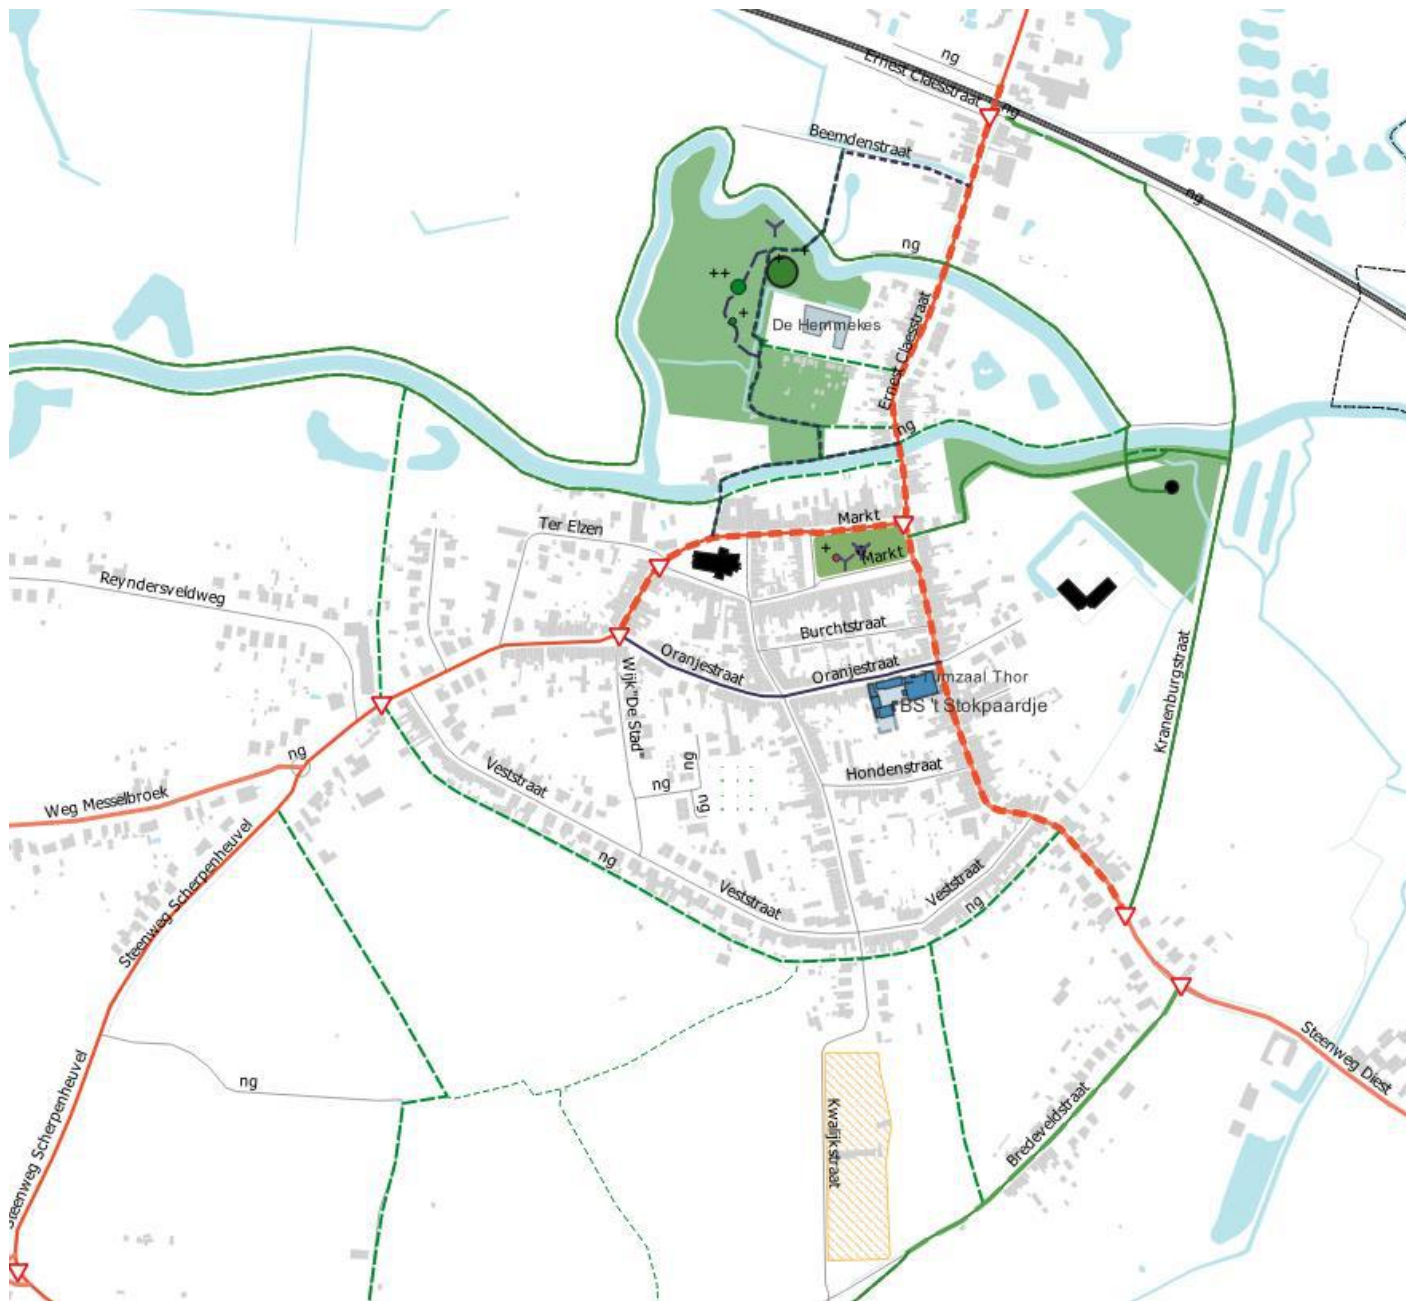 ng
Ernest Claesstraat
ng
Beemdenstraat
ng
ng
++
+
+
+
De Hemmekes
Ernest Claesstraat
ng
Markt
Ter Elzen
+
Markt
Reyndersveldweg
Burchtstraat
Oranjestraat
Oranjestraat
Turnzaal Thor
Wijk"De Stad"
BS 't Stokpaardje
Kranenburgstraat
ng
Veststraat
ng
ng
Hondenstraat
Weg Messelbroek
ng
Steenweg Scherpenheuvel
ng
Veststraat
Veststraat
ng
Steenweg Diest
ng
Kwalijkstraat
Bredeveldstraat
Steenweg Scherpenheuvel